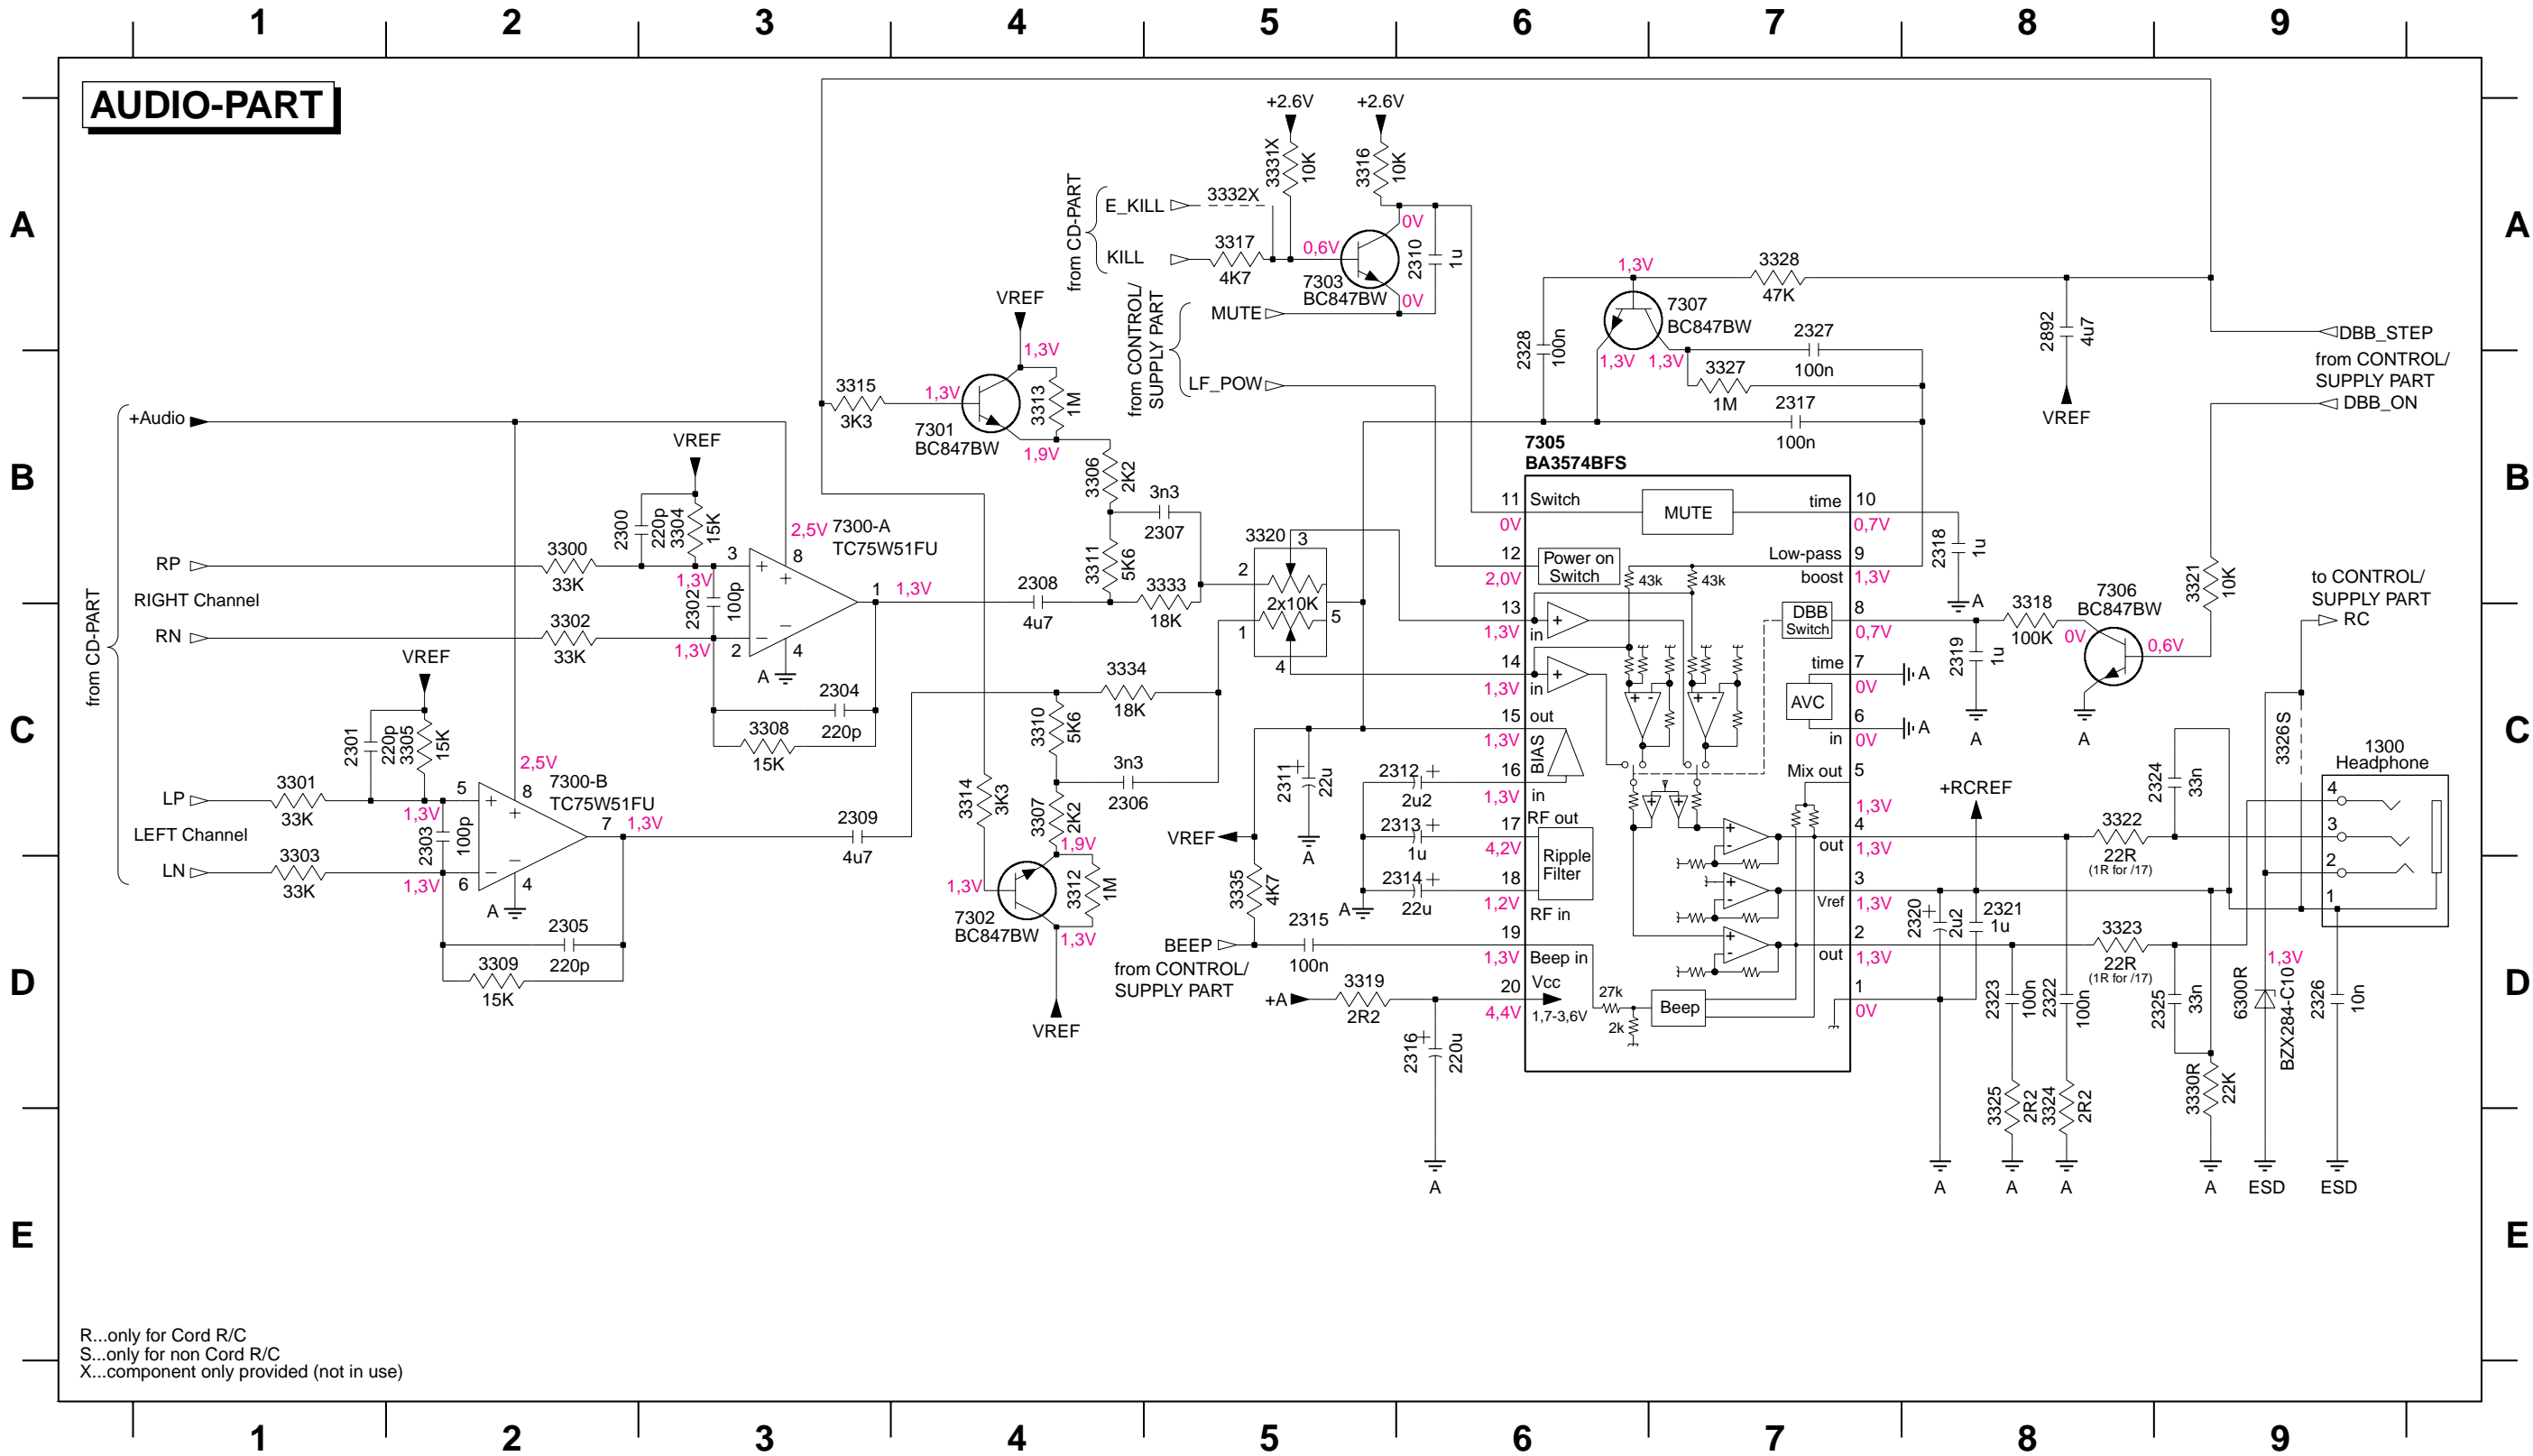 1 2 3 4 5 6 7 8 9
AUDIO-PART
A
B
C
D
E
+2.6V
+2.6V
3331X
10K
3316
10K
from CD-PART
E_KILL
3332X
KILL
3317
4K7
0,6V
0V
7303
BC847BW
0V
2310
1u
from CONTROL/
SUPPLY PART
MUTE
LF_POW
VREF
1,3V
3315
3K3
1,3V
7301
BC847BW
3313
1M
1,9V
3306
2K2
3n3
2307
3311
5K6
3333
18K
2308
4u7
1,3V
7307
BC847BW
1,3V
1,3V
3328
47K
2328
100n
2327
100n
3327
1M
2317
100n
2892
4u7
VREF
DBB_STEP
from CONTROL/
SUPPLY PART
DBB_ON
from CD-PART
+Audio
VREF
2300
220p
3304
15K
2,5V
7300-A
TC75W51FU
RP
3300
33K
RIGHT Channel
RN
3302
33K
1,3V
2302
100p
1,3V
3
+
+
8
1
1,3V
2
4
A
2304
220p
3308
15K
VREF
2301
220p
3305
15K
2,5V
7300-B
TC75W51FU
LP
3301
33K
LEFT Channel
LN
3303
33K
1,3V
2303
100p
1,3V
5
+
+
8
7
1,3V
6
4
A
2305
220p
3309
15K
2309
4u7
3334
18K
3310
5K6
3n3
2306
3314
3K3
3307
2K2
1,9V
1,3V
7302
BC847BW
3312
1M
1,3V
VREF
3320
3
2
2x10K
1
5
4
2311
+
22u
A
VREF
3335
4K7
BEEP
from CONTROL/
SUPPLY PART
2315
100n
+A
3319
2R2
2316
+
220u
A
2312 +
2u2
2313 +
1u
2314 +
22u
A
7305
BA3574BFS
11 Switch
0V
MUTE
time 10
0,7V
12
2,0V
Power on
Switch
Low-pass 9
boost 1,3V
43k
43k
13
1,3V in
14
1,3V in
DBB
Switch
8
0,7V
time 7
0V
AVC
6
in 0V
15 out
1,3V
BIAS
16
1,3V in
Mix out 5
1,3V
RF out
17
4,2V
Ripple
Filter
18
1,2V
RF in
4
out 1,3V
3
Vref 1,3V
2
out 1,3V
19
1,3V Beep in
20 Vcc
4,4V 1,7-3,6V
27k
2k
Beep
1
0V
2318
1u
A
2319
1u
A
3318
100K
7306
BC847BW
0V
0,6V
A
3321
10K
A
A
to CONTROL/
SUPPLY PART
RC
3326S
1300
Headphone
4
3
2
1
2324
33n
+RCREF
3322
22R
(1R for /17)
2320
+
2u2
2321
1u
3323
22R
(1R for /17)
2323
100n
2322
100n
2325
33n
3325
2R2
3324
2R2
3330R
22K
6300R
BZX284-C10
1,3V
2326
10n
A
A
A
A
ESD
ESD
R...only for Cord R/C
S...only for non Cord R/C
X...component only provided (not in use)
A
B
C
D
E
1 2 3 4 5 6 7 8 9